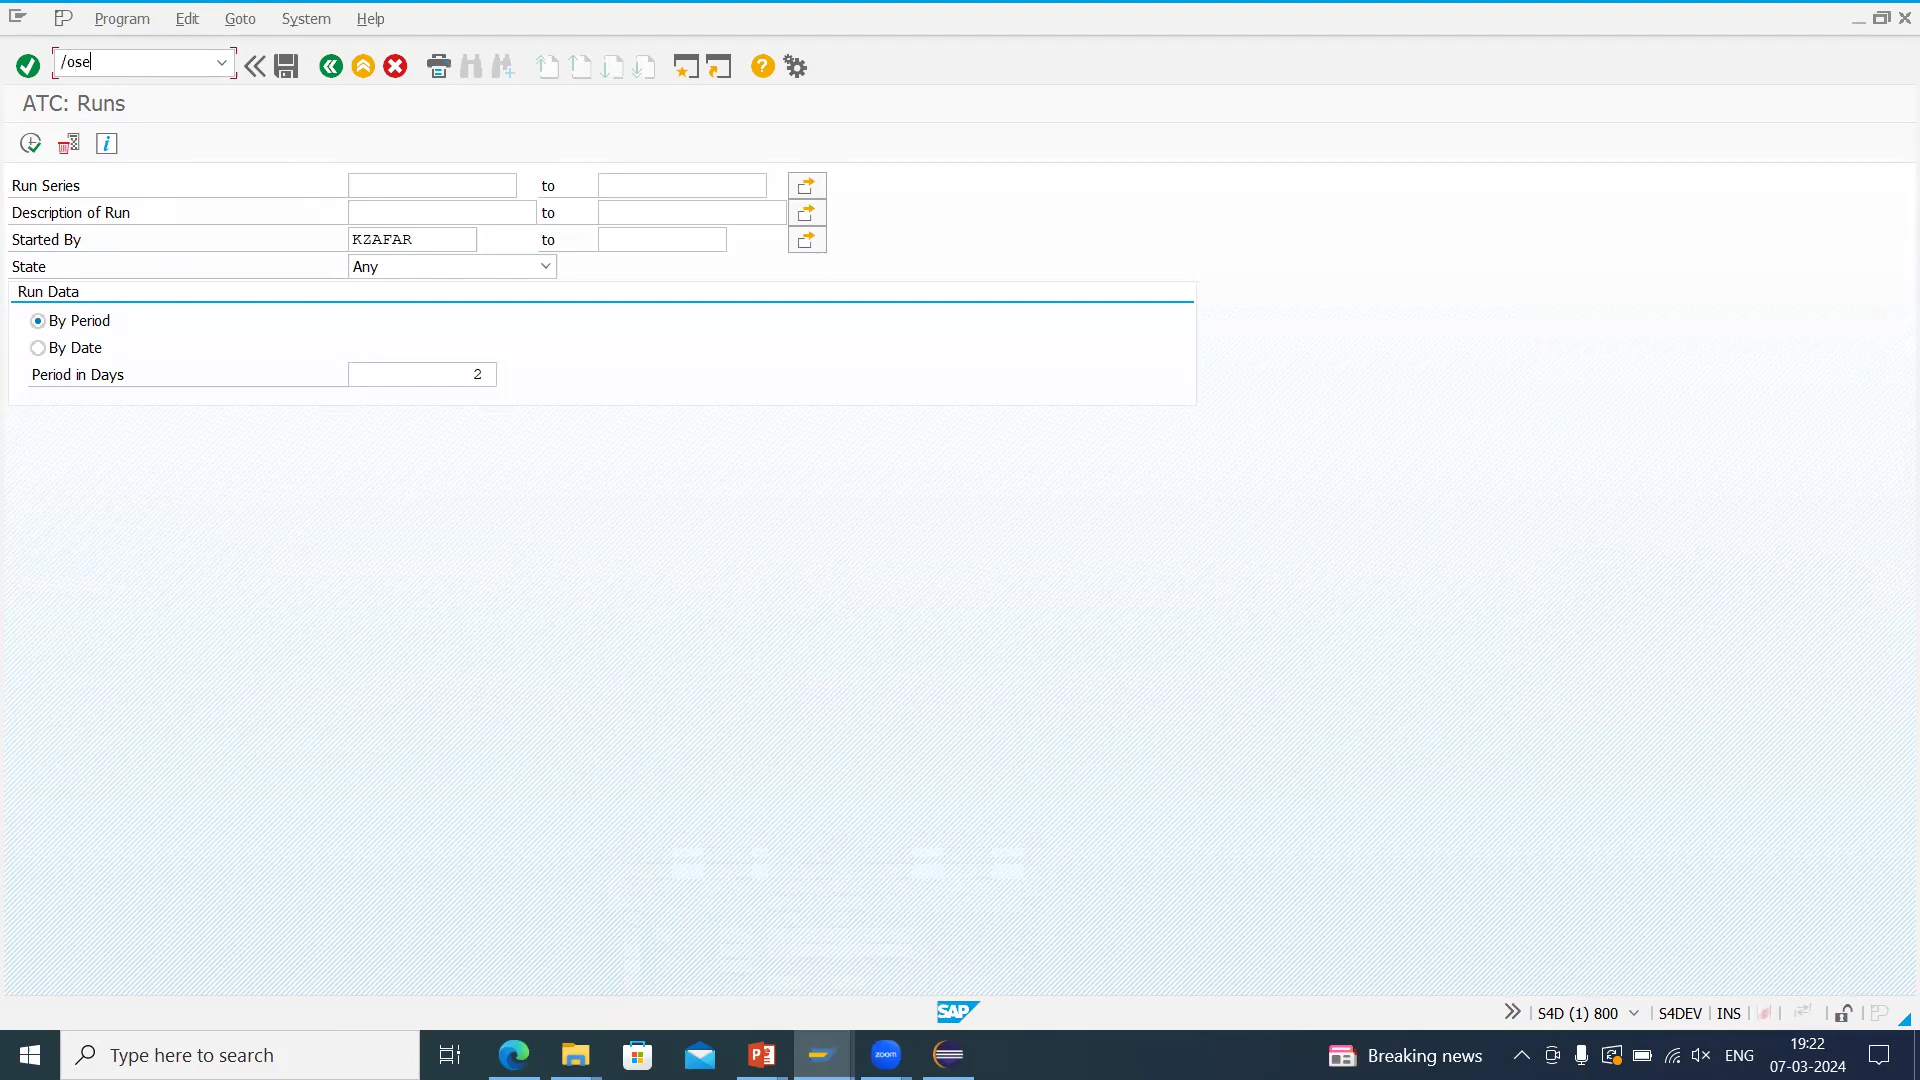 Program Edit Goto System Help
/ose
ATC: Runs
Run Series to
Description of Run to
Started By KZAFAR to
State Any
Run Data
By Period
By Date
Period in Days 2
SAP S4D (1) 800 S4DEV INS
Type here to search zoom Breaking news ENG 19:22
07-03-2024